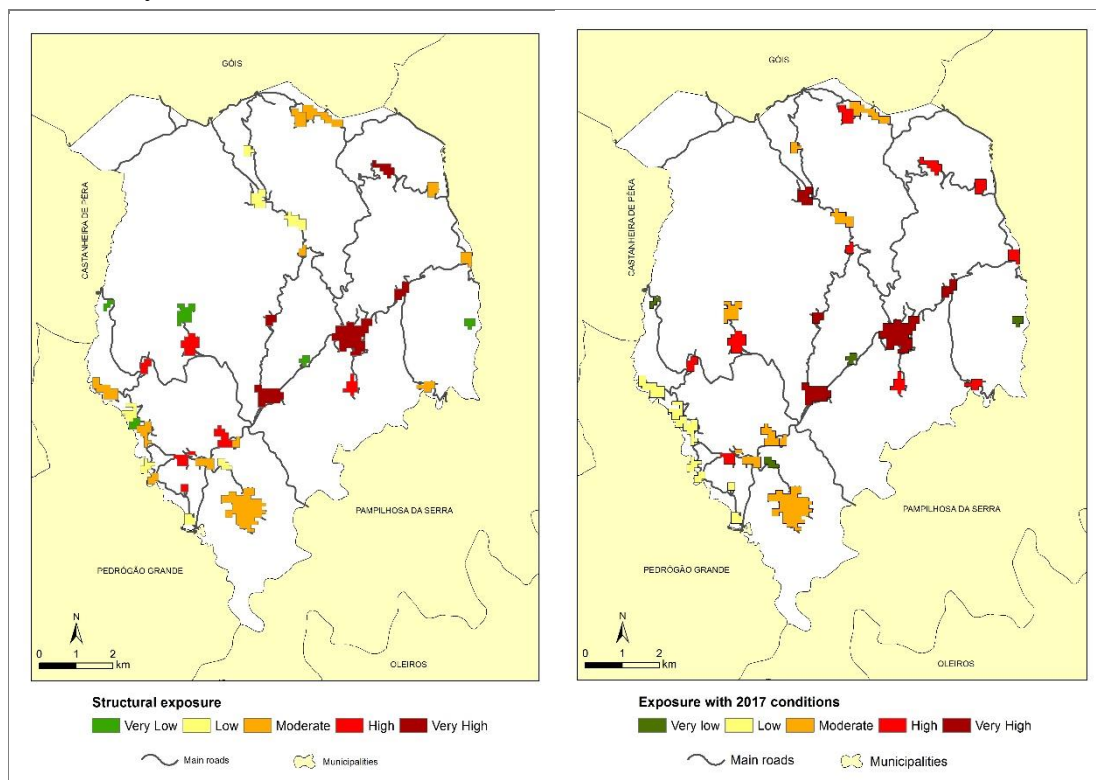 GÓIS
CASTANHEIRA DE PÊRA
PAMPILHOSA DA SERRA
PEDRÓGÃO GRANDE
N
0 1 2
km
OLEIROS
Structural exposure
Very Low Low Moderate High Very High
Main roads Municipalities
GÓIS
CASTANHEIRA DE PÊRA
PAMPILHOSA DA SERRA
PEDRÓGÃO GRANDE
N
0 1 2
km
OLEIROS
Exposure with 2017 conditions
Very low Low Moderate High Very High
Main roads Municipalities